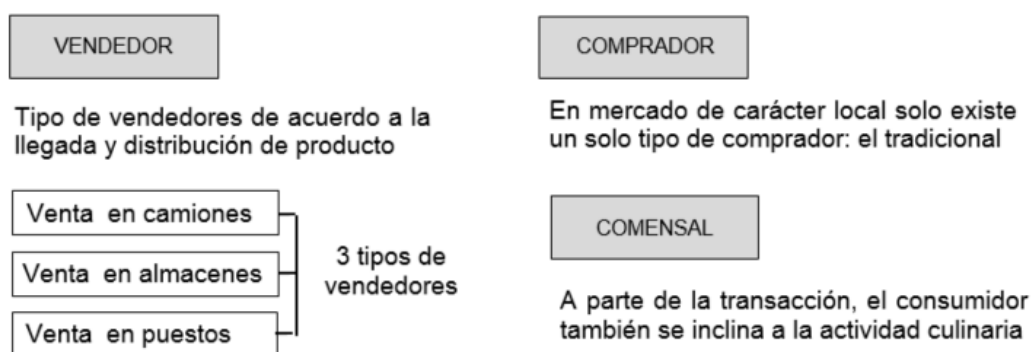 VENDEDOR
Tipo de vendedores de acuerdo a la
llegada y distribución de producto
Venta en camiones
Venta en almacenes
Venta en puestos
3 tipos de
vendedores
COMPRADOR
En mercado de carácter local solo existe
un solo tipo de comprador: el tradicional
COMENSAL
A parte de la transacción, el consumidor
también se inclina a la actividad culinaria